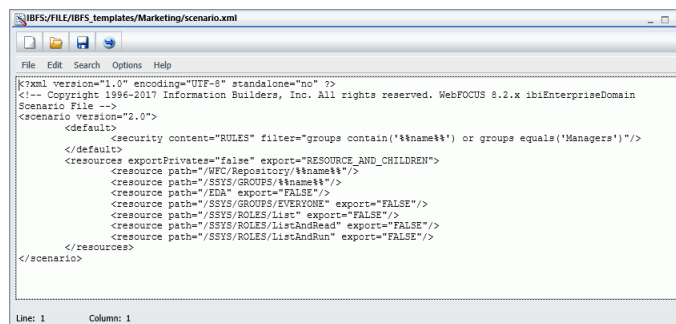 IBFS:/FILE/IBFS_templates/Marketing/scenario.xml
File Edit Search Options Help
<?xml version="1.0" encoding="UTF-8" standalone="no" ?>
<!-- Copyright 1996-2017 Information Builders, Inc. All rights reserved. WebFOCUS 8.2.x ibiEnterpriseDomain
Scenario File -->
<scenario version="2.0">
<default>
<security content="RULES" filter="groups contain('%%name%%') or groups equals('Managers')"/>
</default>
<resources exportPrivates="false" export="RESOURCE_AND_CHILDREN">
<resource path="/WFC/Repository/%%name%%"/>
<resource path="/SSYS/GROUPS/%%name%%"/>
<resource path="/EDA" export="FALSE"/>
<resource path="/SSYS/GROUPS/EVERYONE" export="FALSE"/>
<resource path="/SSYS/ROLES/List" export="FALSE"/>
<resource path="/SSYS/ROLES/ListAndRead" export="FALSE"/>
<resource path="/SSYS/ROLES/ListAndRun" export="FALSE"/>
</resources>
</scenario>
Line: 1 Column: 1